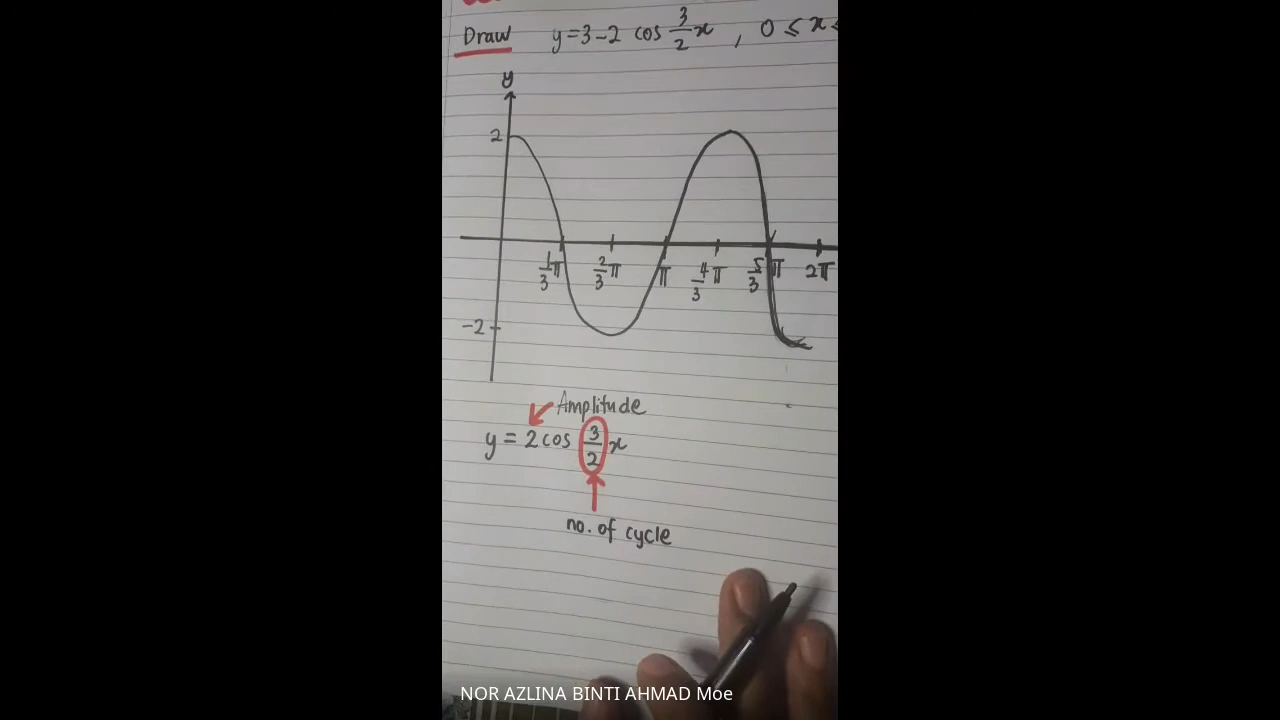 Draw y = 3 - 2 cos 3/2 x , 0 ≤ x ≤
y
2
1/3 π 2/3 π π 4/3 π 5/3 π 2π
-2
Amplitude
y = 2 cos 3/2 x
no. of cycle
NOR AZLINA BINTI AHMAD Moe